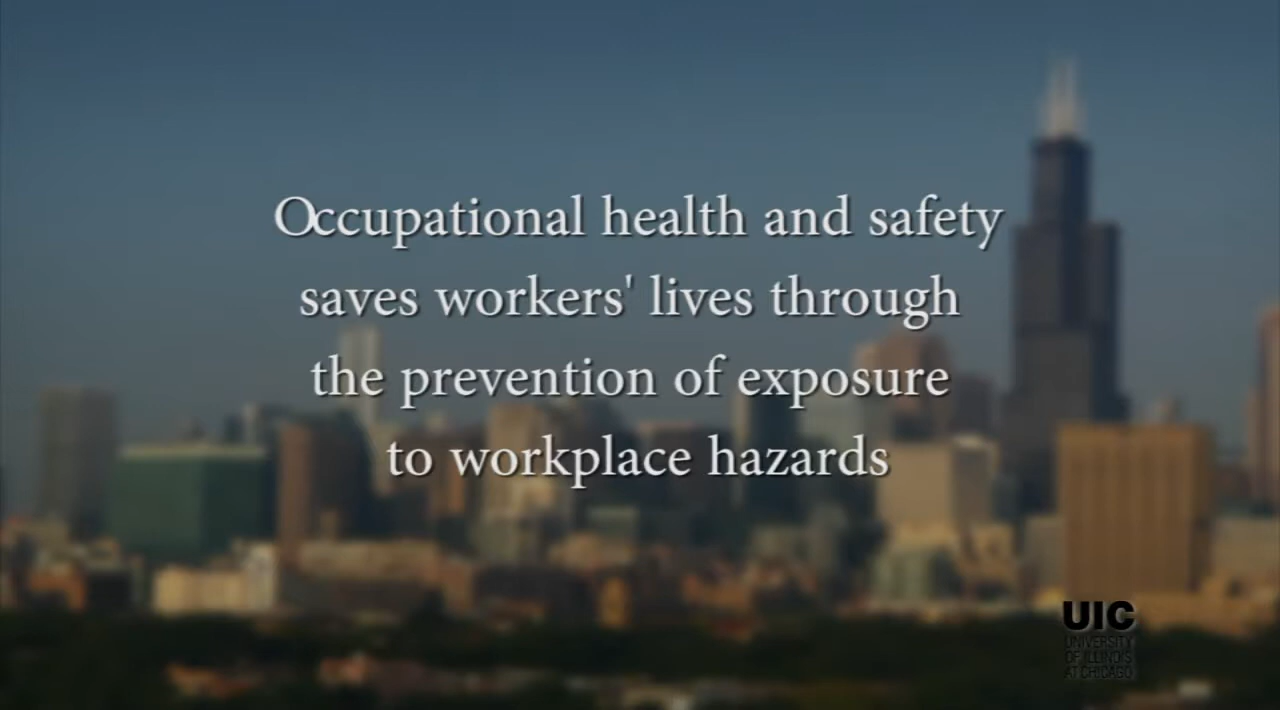 Occupational health and safety
saves workers' lives through
the prevention of exposure
to workplace hazards
UIC
UNIVERSITY
OF ILLINOIS
AT CHICAGO